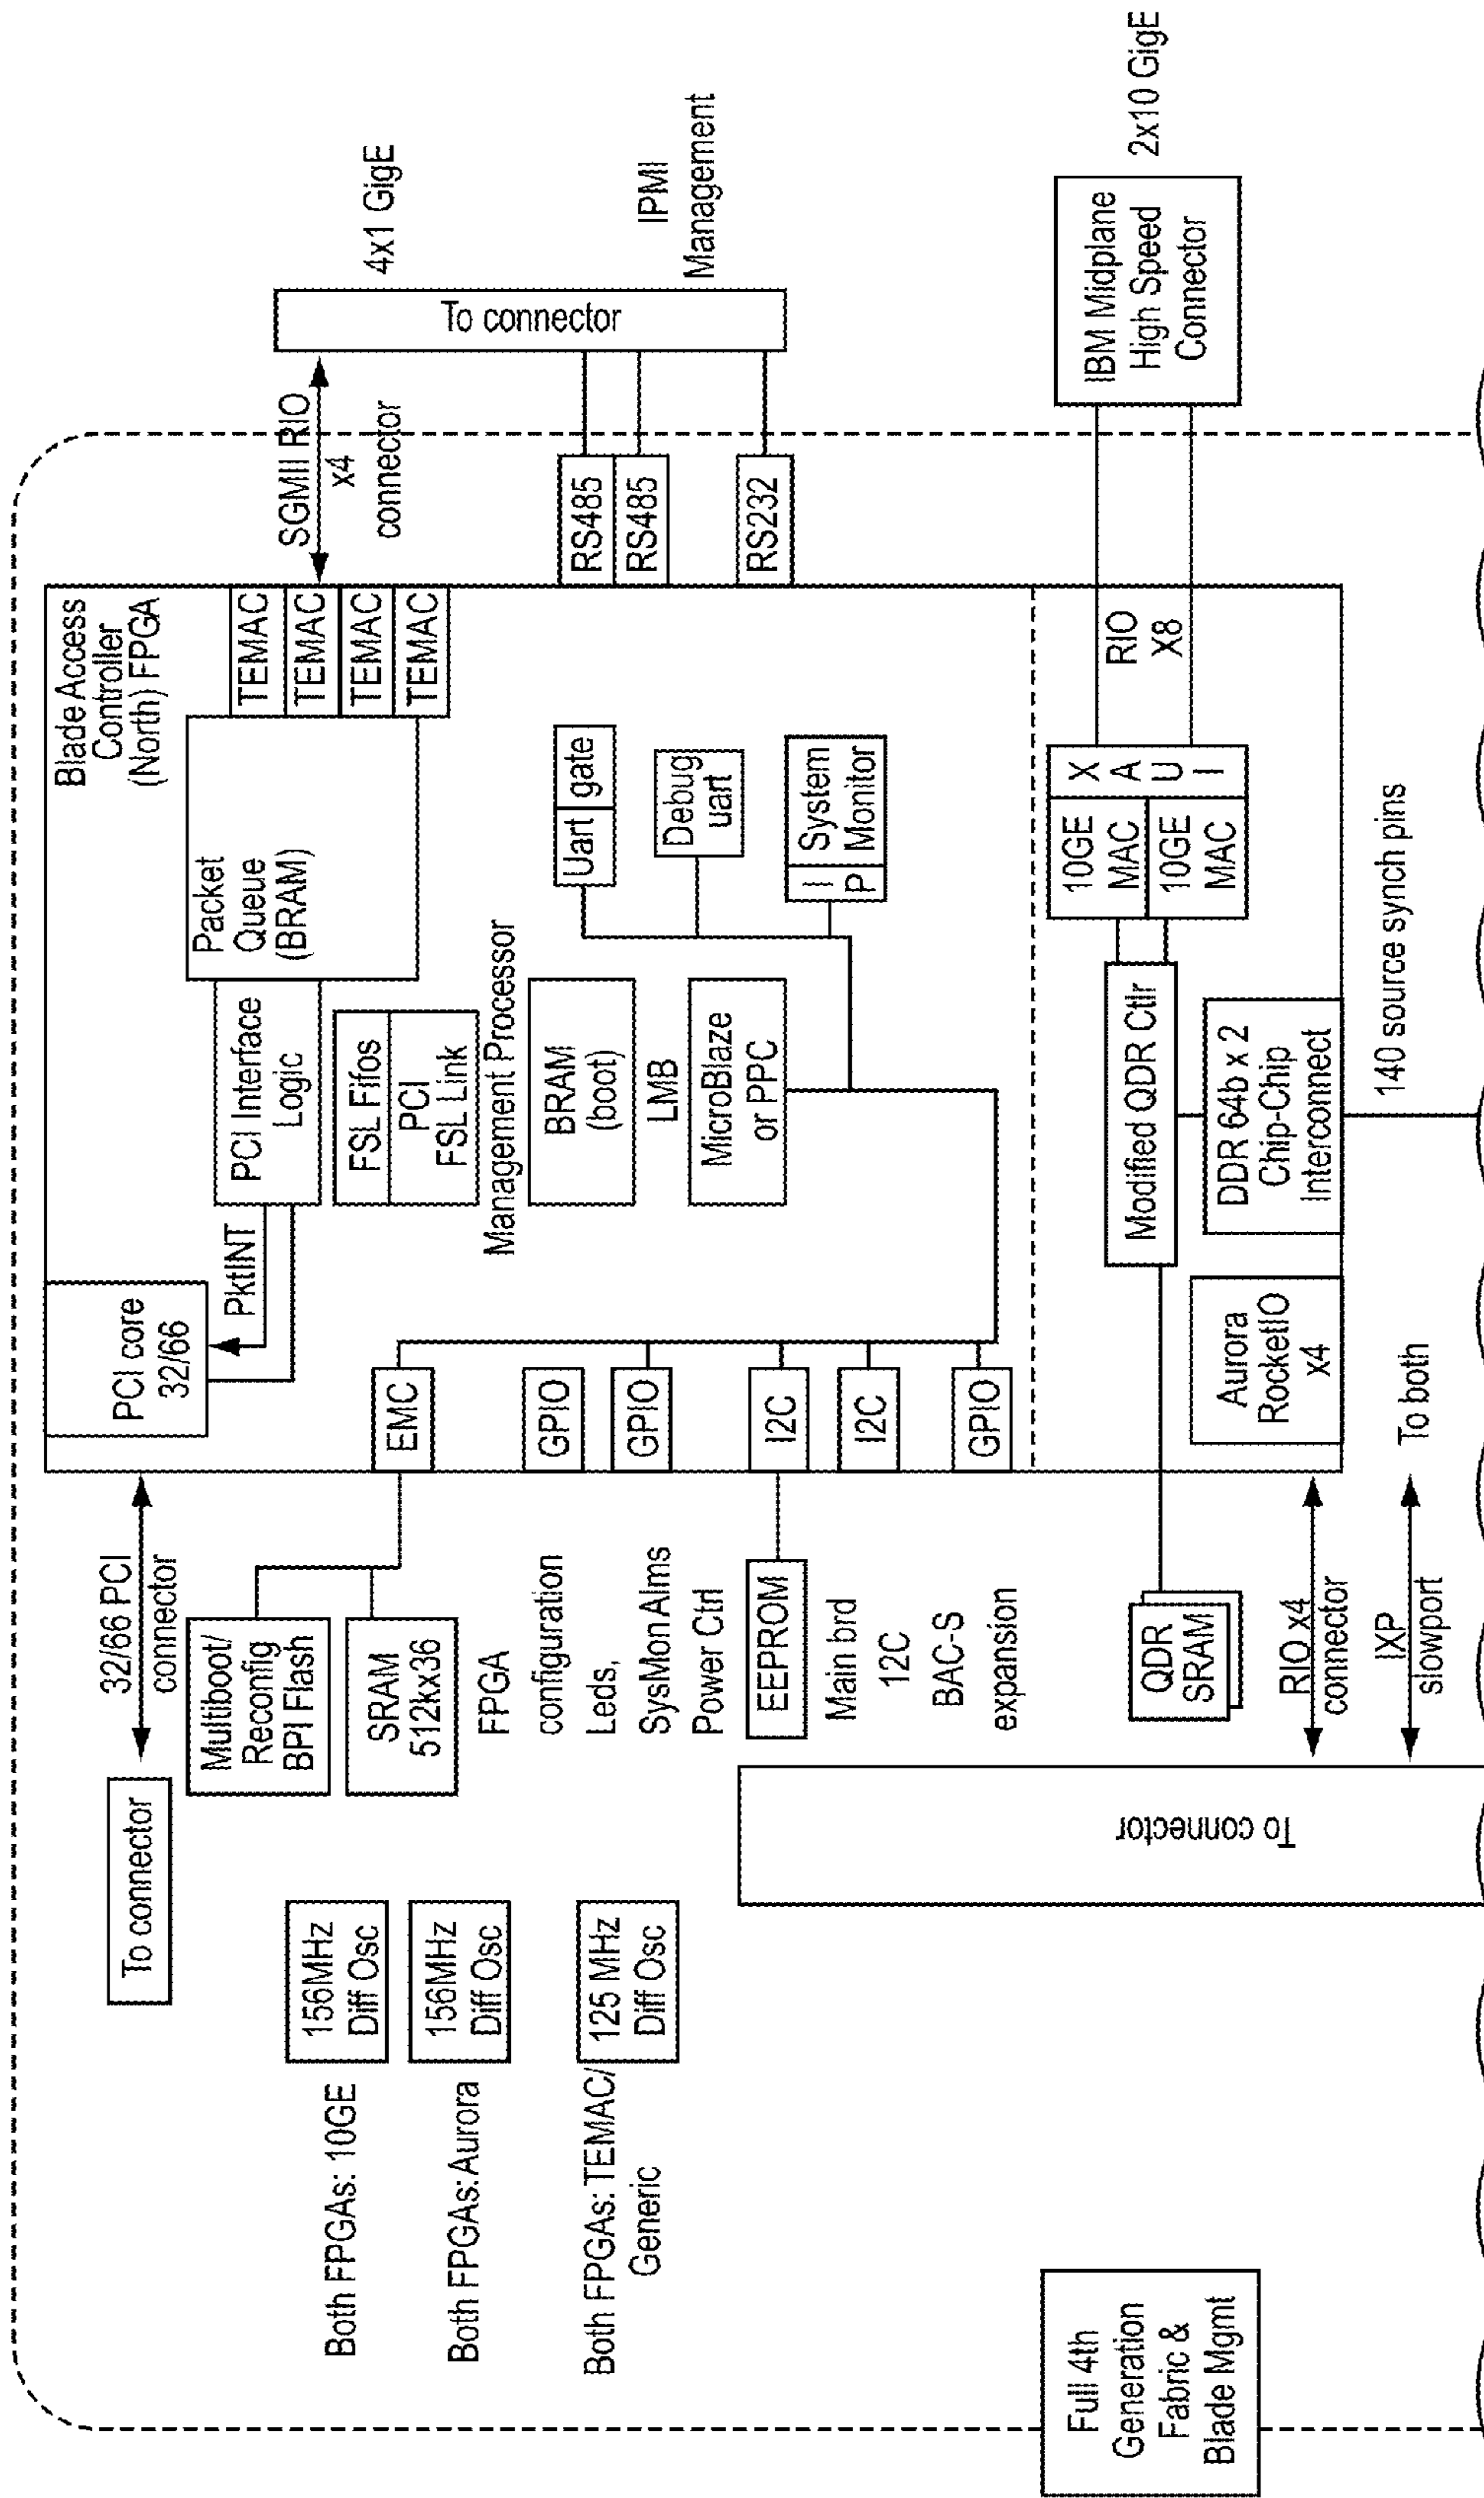 32/66 PCI
connector
To connector
Multiboot/
Reconfig
BPI Flash
SRAM
512kx36
FPGA
configuration
Leds,
SysMonAlms
Power Ctrl
EEPROM
Main brd
12C
BAC-S
expansion
156MHz
Diff Osc
156MHz
Diff Osc
125 MHz
Diff Osc
Both FPGAs: 10GE
Both FPGAs:Aurora
Both FPGAs: TEMAC/
Generic
Full 4th
Generation
Fabric &
Blade Mgmt
To connector
QDR
SRAM
RIO x4
connector
IXP
slowport
To both
PCI core
32/66
PktINT
EMC
GPIO
GPIO
I2C
I2C
GPIO
Blade Access
Controller
(North) FPGA
Packet
Queue
(BRAM)
PCI Interface
Logic
FSL Fifos
PCI
FSL Link
Management Processor
BRAM
(boot)
LMB
MicroBlaze
or PPC
TEMAC
TEMAC
TEMAC
TEMAC
Uart
gate
Debug
uart
I
P
System
Monitor
SGMII RIO
x4
connector
RS485
RS485
RS232
To connector
4x1 GigE
IPMI
Management
Modified QDR Ctlr
DDR 64b x 2
Chip-Chip
Interconnect
Aurora
RocketIO
x4
10GE
MAC
10GE
MAC
X
A
U
I
RIO
X8
IBM Midplane
High Speed
Connector
2x10 GigE
140 source synch pins